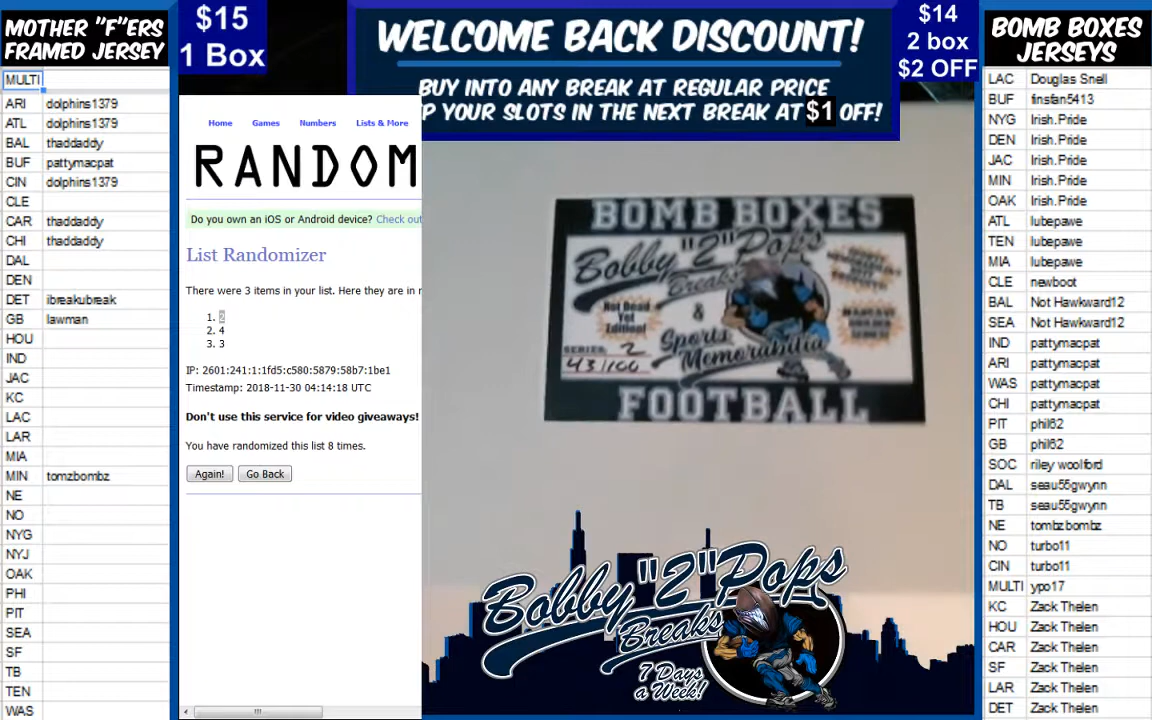 MOTHER "F"ERS
FRAMED JERSEY
MULTI
ARI dolphins1379
ATL dolphins1379
BAL thaddaddy
BUF pattymacpat
CIN dolphins1379
CLE
CAR thaddaddy
CHI thaddaddy
DAL
DEN
DET ibreakubreak
GB lawman
HOU
IND
JAC
KC
LAC
LAR
MIA
MIN tomzbombz
NE
NO
NYG
NYJ
OAK
PHI
PIT
SEA
SF
TB
TEN
WAS
$15
1 Box
WELCOME BACK DISCOUNT!
BUY INTO ANY BREAK AT REGULAR PRICE
P YOUR SLOTS IN THE NEXT BREAK AT $1 OFF!
$14
2 box
$2 OFF
Home Games Numbers Lists & More
RANDOM
Do you own an iOS or Android device? Check out
List Randomizer
There were 3 items in your list. Here they are in r
1. 2
2. 4
3. 3
IP: 2601:241:1:1fd5:c580:5879:58b7:1be1
Timestamp: 2018-11-30 04:14:18 UTC
Don't use this service for video giveaways!
You have randomized this list 8 times.
Again! Go Back
BOMB BOXES
Bobby "2" Pops
Breaks
&
Sports
Memorabilia
Not Dead
Yet
Edition!
SERIES 2
43/100
FOOTBALL
Bobby "2" Pops
Breaks
7 Days
a Week!
BOMB BOXES
JERSEYS
LAC Douglas Snell
BUF finsfan5413
NYG Irish.Pride
DEN Irish.Pride
JAC Irish.Pride
MIN Irish.Pride
OAK Irish.Pride
ATL lubepawe
TEN lubepawe
MIA lubepawe
CLE newboot
BAL Not Hawkward12
SEA Not Hawkward12
IND pattymacpat
ARI pattymacpat
WAS pattymacpat
CHI pattymacpat
PIT phil62
GB phil62
SOC riley woolford
DAL seau55gwynn
TB seau55gwynn
NE tombz.bombz
NO turbo11
CIN turbo11
MULTI ypo17
KC Zack Thelen
HOU Zack Thelen
CAR Zack Thelen
SF Zack Thelen
LAR Zack Thelen
DET Zack Thelen